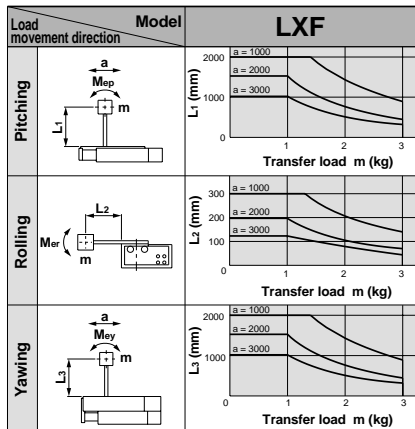 Load movement direction
Model
LXF
Pitching
a
Mep
m
L1
L1 (mm)
2000
1000
0
a = 1000
a = 2000
a = 3000
1
2
3
Transfer load m (kg)
Rolling
L2
Mer
m
L2 (mm)
300
200
100
0
a = 1000
a = 2000
a = 3000
1
2
3
Transfer load m (kg)
Yawing
a
Mey
m
L3
L3 (mm)
2000
1000
0
a = 1000
a = 2000
a = 3000
1
2
3
Transfer load m (kg)